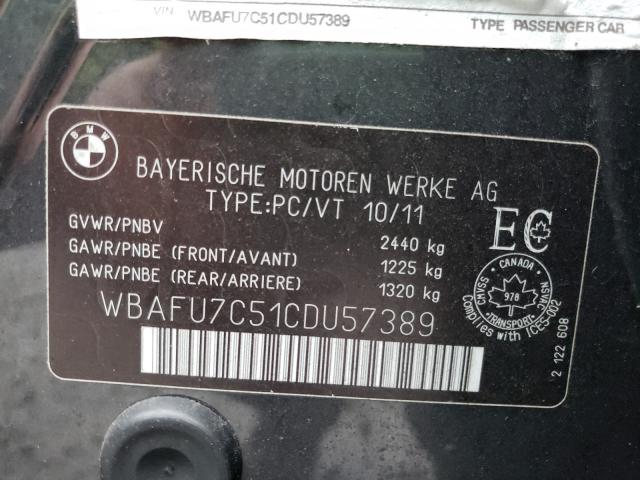 VIN WBAFU7C51CDU57389 TYPE PASSENGER CAR
BMW
BAYERISCHE MOTOREN WERKE AG
TYPE:PC/VT 10/11
GVWR/PNBV 2440 kg
GAWR/PNBE (FRONT/AVANT) 1225 kg
GAWR/PNBE (REAR/ARRIERE) 1320 kg
EC
WBAFU7C51CDU57389
CANADA
CMVSS NSVAC
978
TRANSPORT
Complies with ICES-002
2 122 608